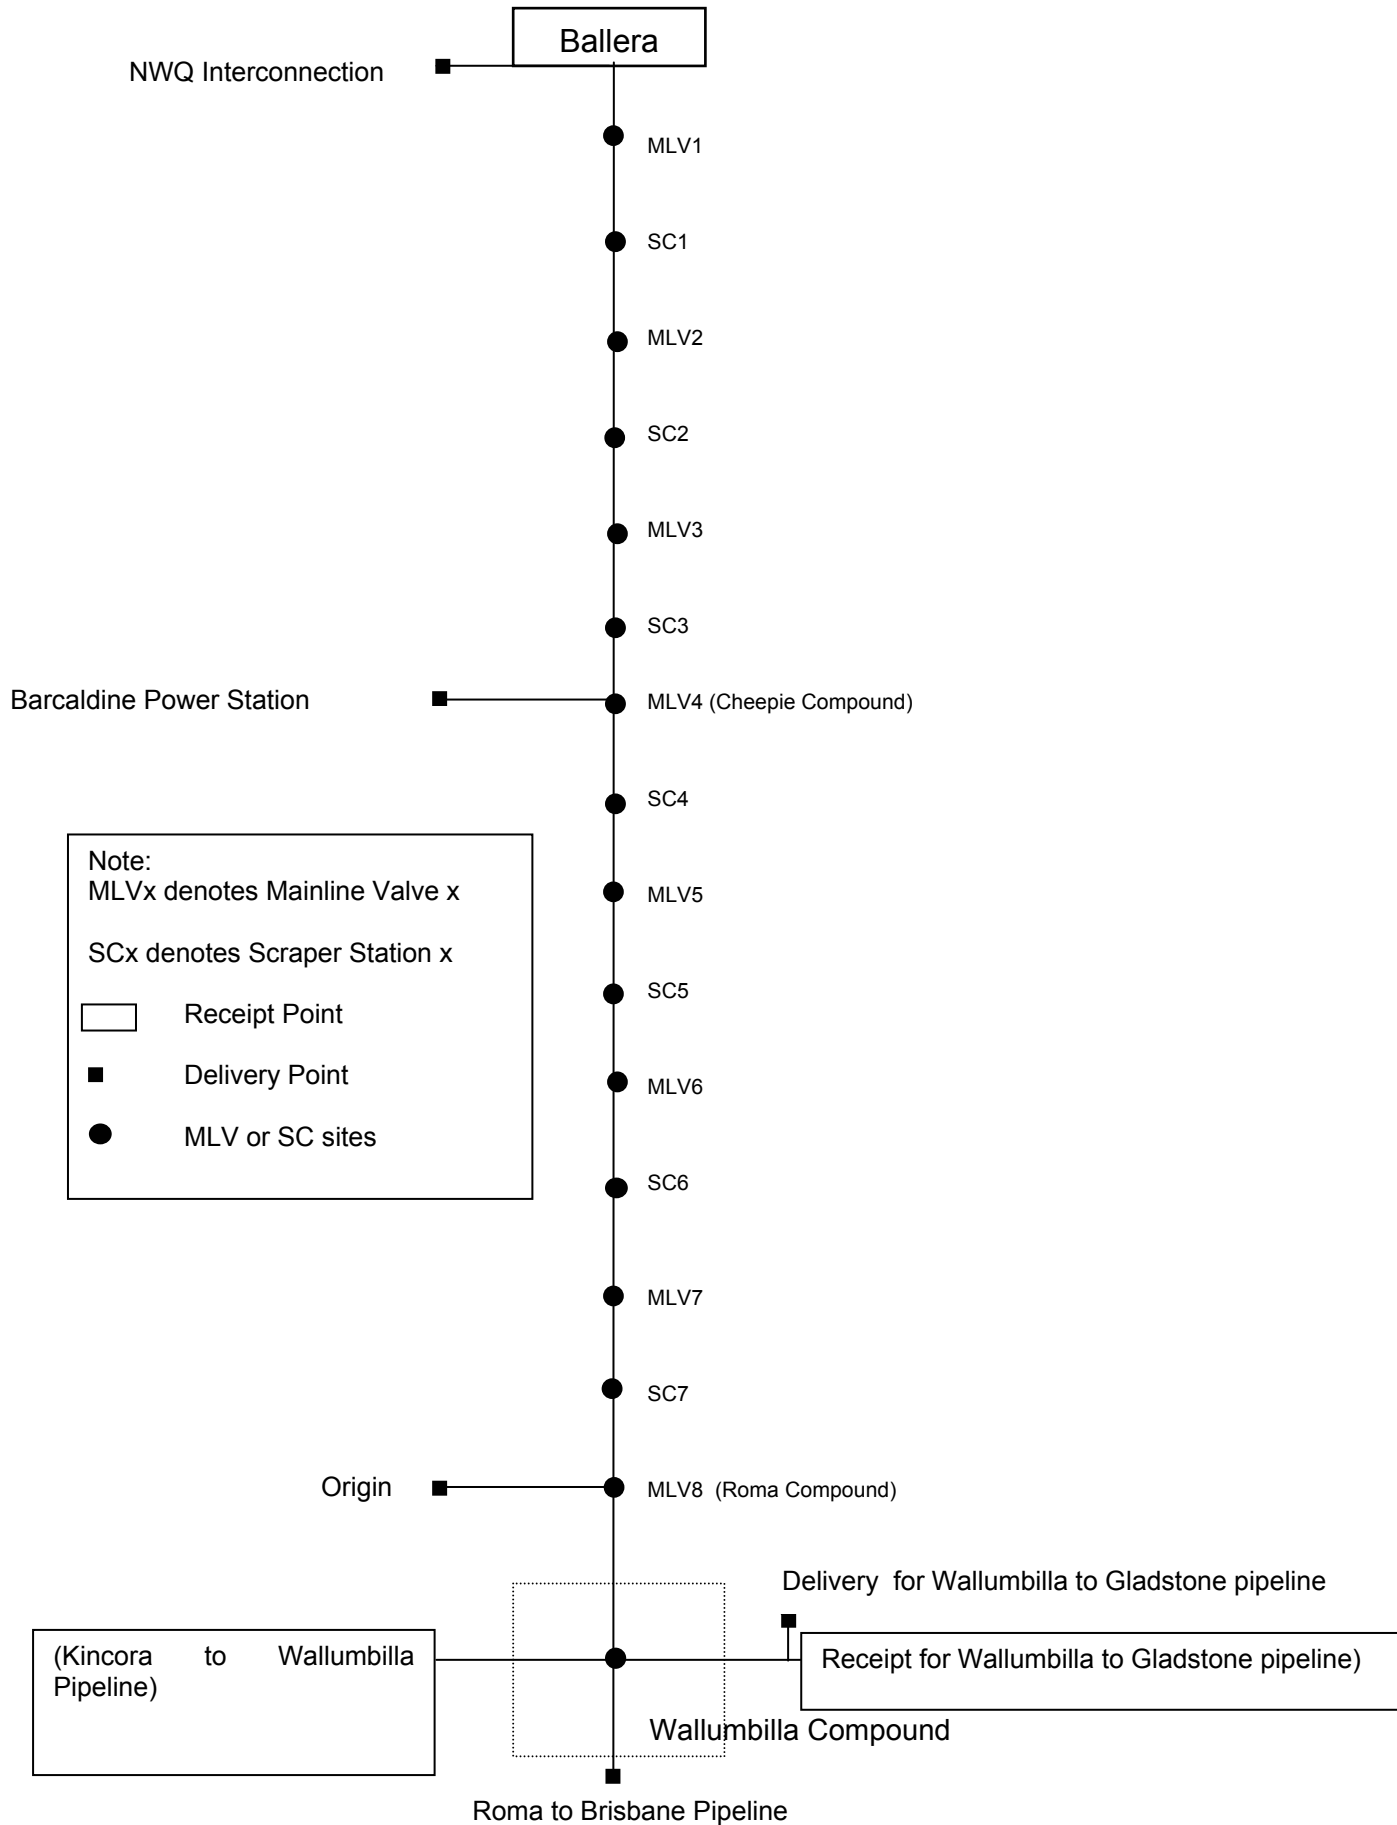 Ballera
NWQ Interconnection
MLV1
SC1
MLV2
SC2
MLV3
SC3
Barcaldine Power Station
MLV4 (Cheepie Compound)
SC4
Note:
MLVx denotes Mainline Valve x
SCx denotes Scraper Station x
Receipt Point
Delivery Point
MLV or SC sites
MLV5
SC5
MLV6
SC6
MLV7
SC7
Origin
MLV8 (Roma Compound)
Delivery for Wallumbilla to Gladstone pipeline
(Kincora to Wallumbilla
Pipeline)
Receipt for Wallumbilla to Gladstone pipeline)
Wallumbilla Compound
Roma to Brisbane Pipeline